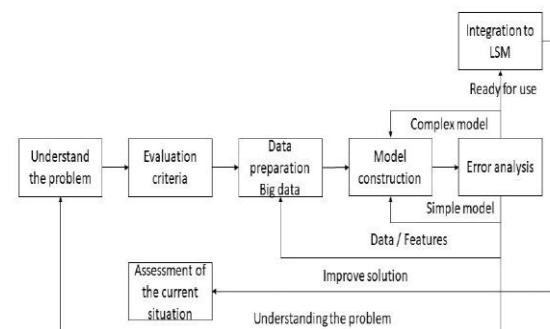 Integration to
LSM
Ready for use
Complex model
Understand
the problem
Evaluation
criteria
Data
preparation
Big data
Model
construction
Error analysis
Simple model
Data / Features
Assessment of
the current
situation
Improve solution
Understanding the problem